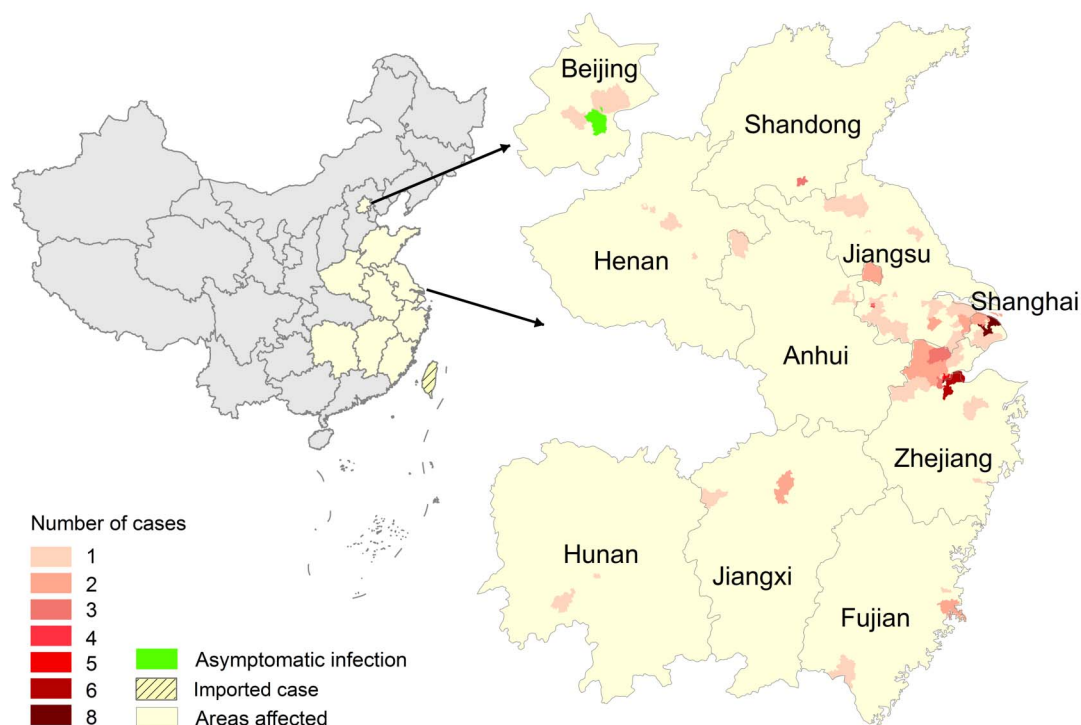 Beijing
Shandong
Henan
Jiangsu
Shanghai
Anhui
Zhejiang
Hunan
Jiangxi
Fujian
Number of cases
1
2
3
4
5
6
8
Asymptomatic infection
Imported case
Areas affected